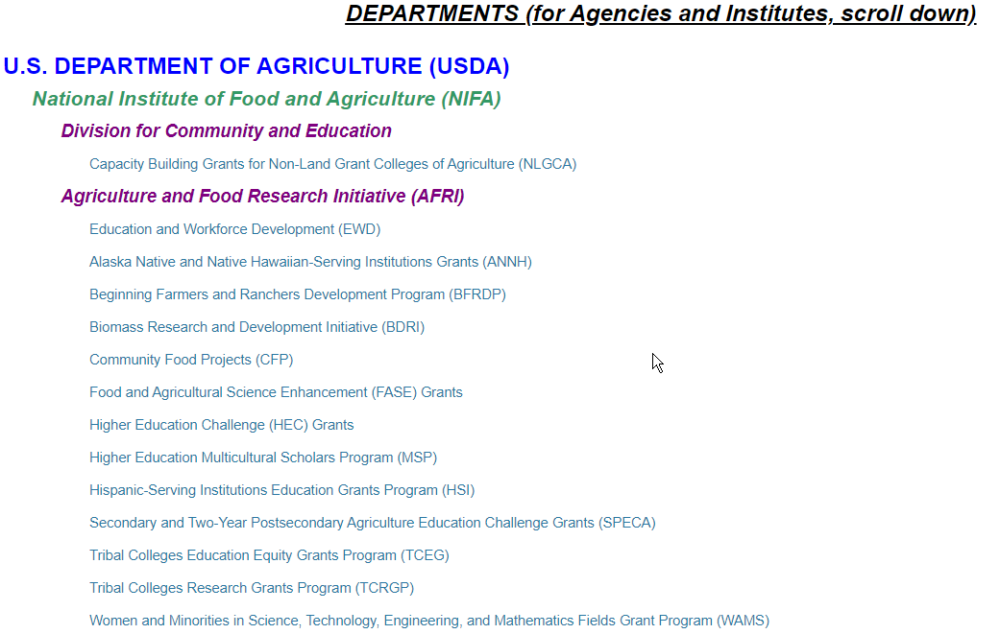 DEPARTMENTS (for Agencies and Institutes, scroll down)
U.S. DEPARTMENT OF AGRICULTURE (USDA)
National Institute of Food and Agriculture (NIFA)
Division for Community and Education
Capacity Building Grants for Non-Land Grant Colleges of Agriculture (NLGCA)
Agriculture and Food Research Initiative (AFRI)
Education and Workforce Development (EWD)
Alaska Native and Native Hawaiian-Serving Institutions Grants (ANNH)
Beginning Farmers and Ranchers Development Program (BFRDP)
Biomass Research and Development Initiative (BDRI)
Community Food Projects (CFP)
Food and Agricultural Science Enhancement (FASE) Grants
Higher Education Challenge (HEC) Grants
Higher Education Multicultural Scholars Program (MSP)
Hispanic-Serving Institutions Education Grants Program (HSI)
Secondary and Two-Year Postsecondary Agriculture Education Challenge Grants (SPECA)
Tribal Colleges Education Equity Grants Program (TCEG)
Tribal Colleges Research Grants Program (TCRGP)
Women and Minorities in Science, Technology, Engineering, and Mathematics Fields Grant Program (WAMS)